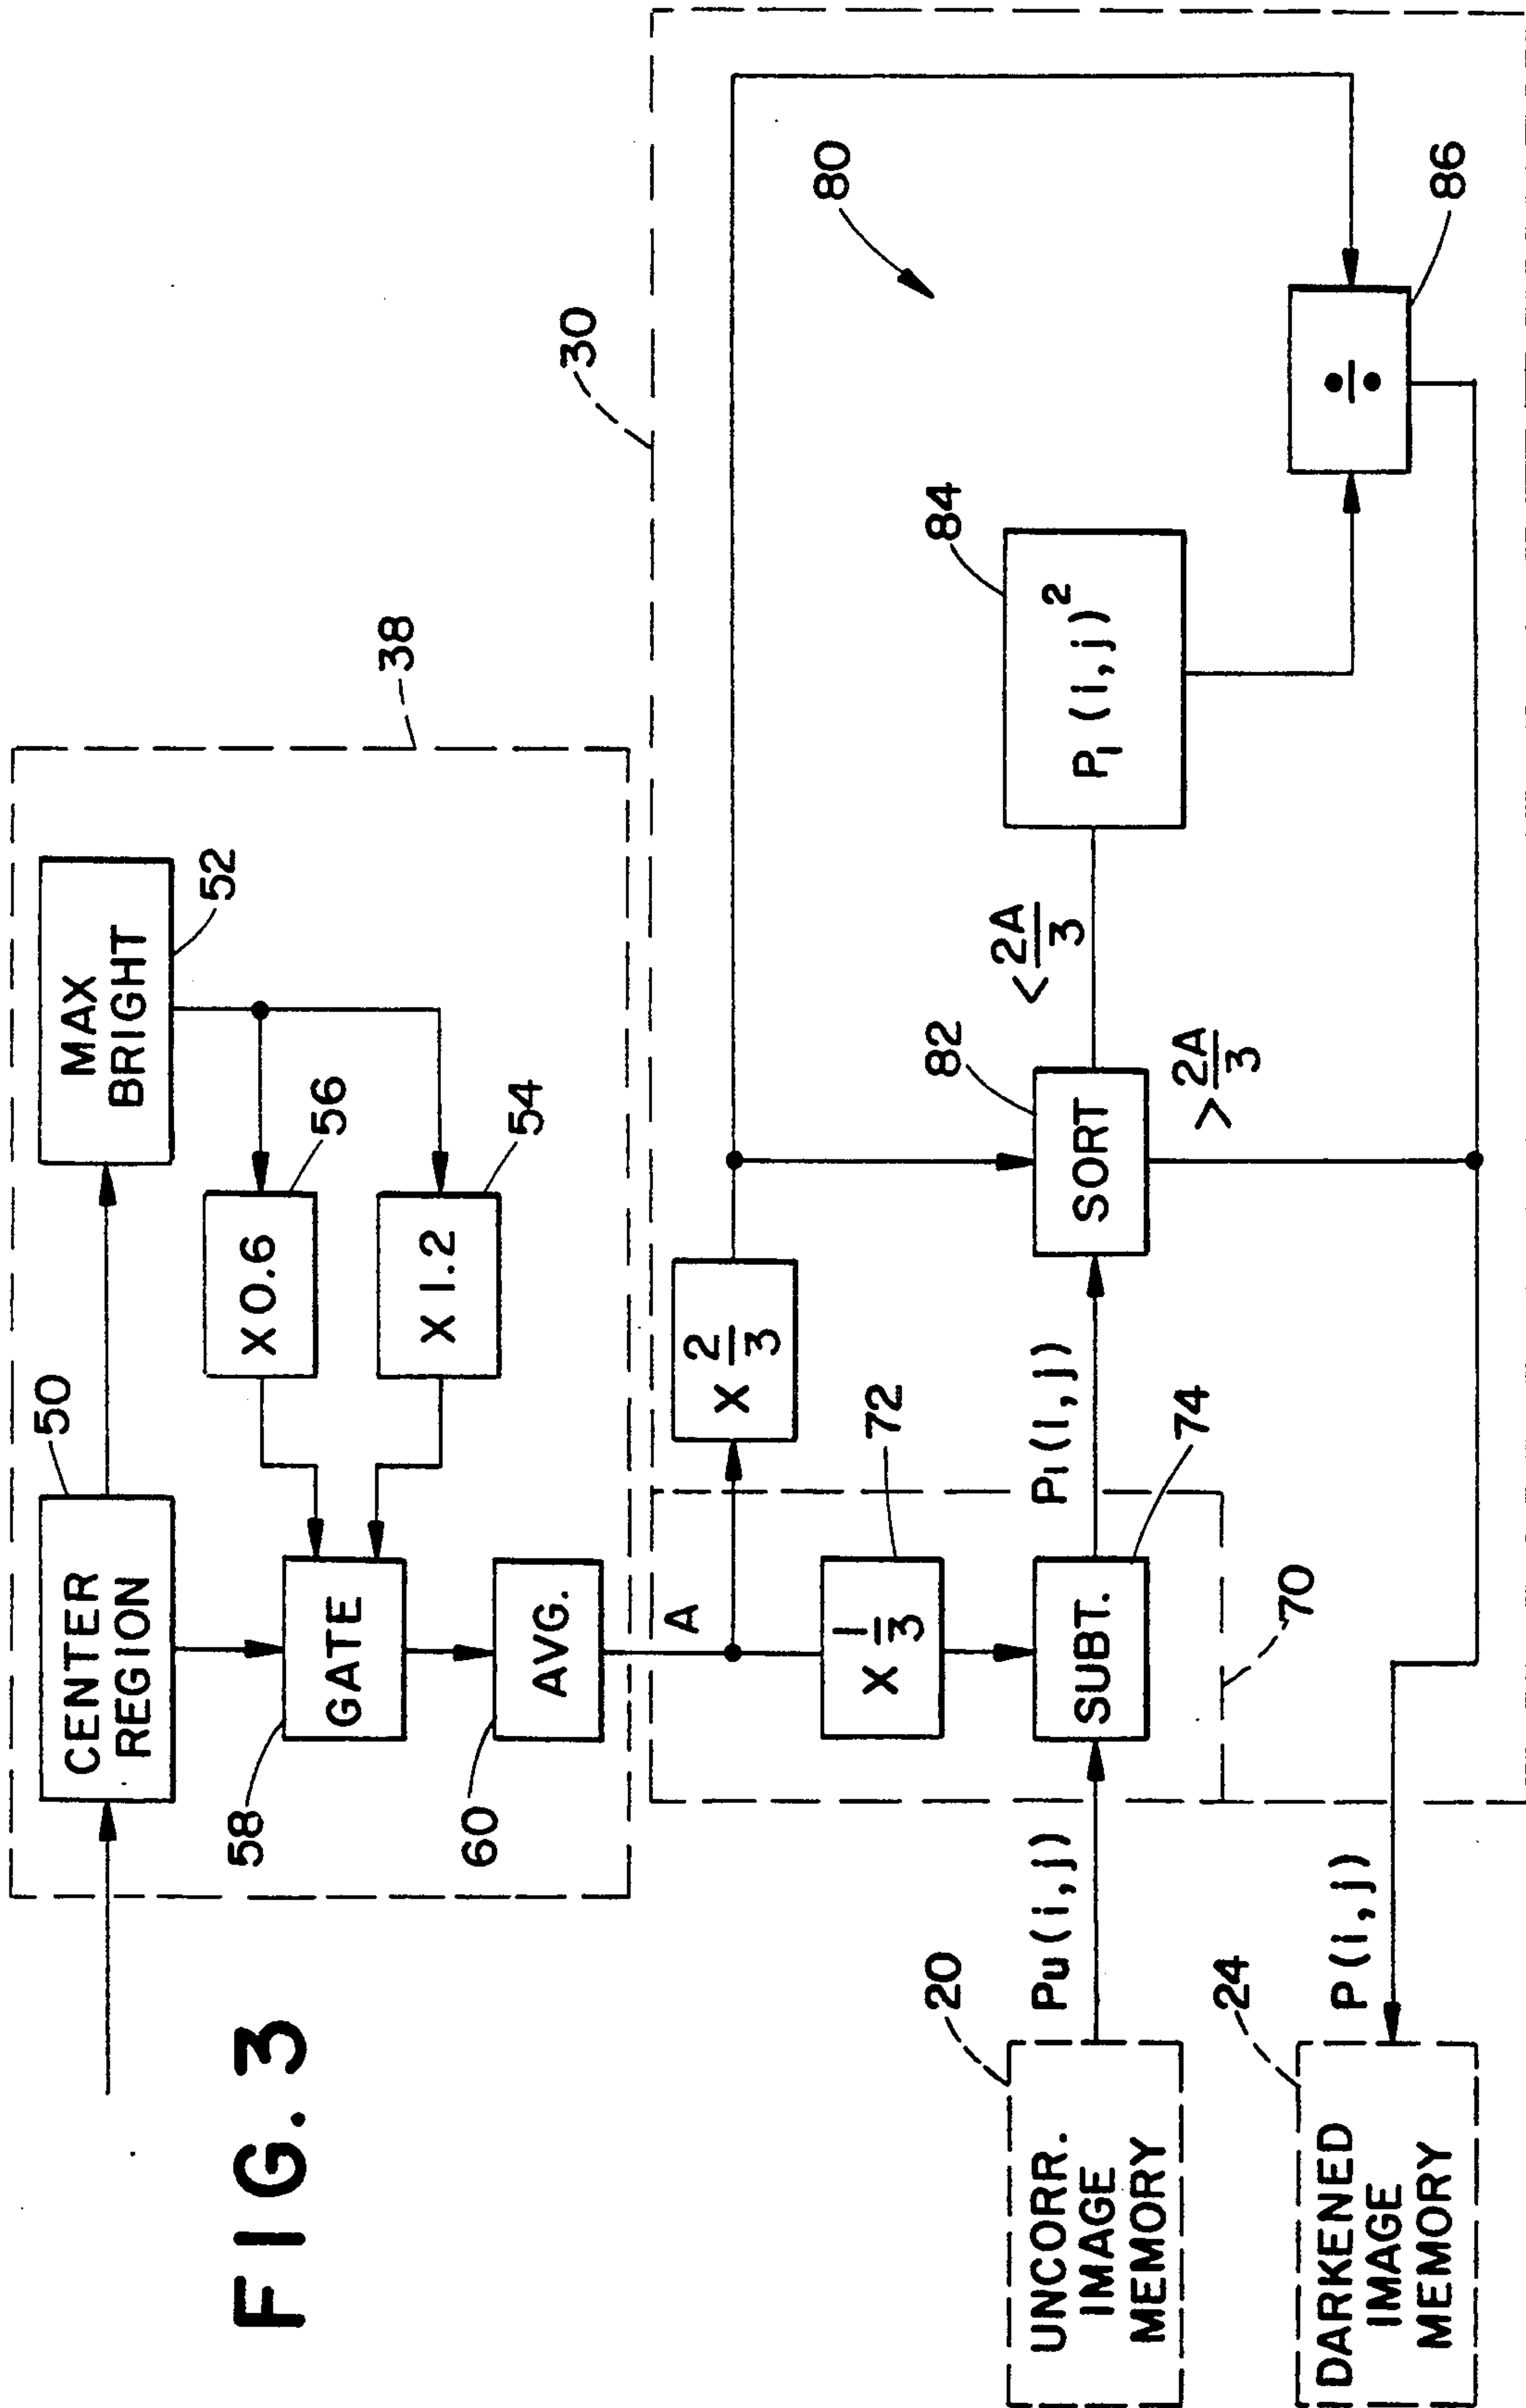 FIG. 3
50
CENTER
REGION
MAX
BRIGHT
52
38
X 0.6
56
X 1.2
54
58
GATE
60
AVG.
A
30
X 2/3
72
X 1/3
80
20
UNCORR.
IMAGE
MEMORY
Pu(i,j)
SUBT.
74
70
P₁(i,j)
82
SORT
< 2A/3
> 2A/3
84
P₁(i,j)²
÷
86
24
DARKENED
IMAGE
MEMORY
P(i,j)